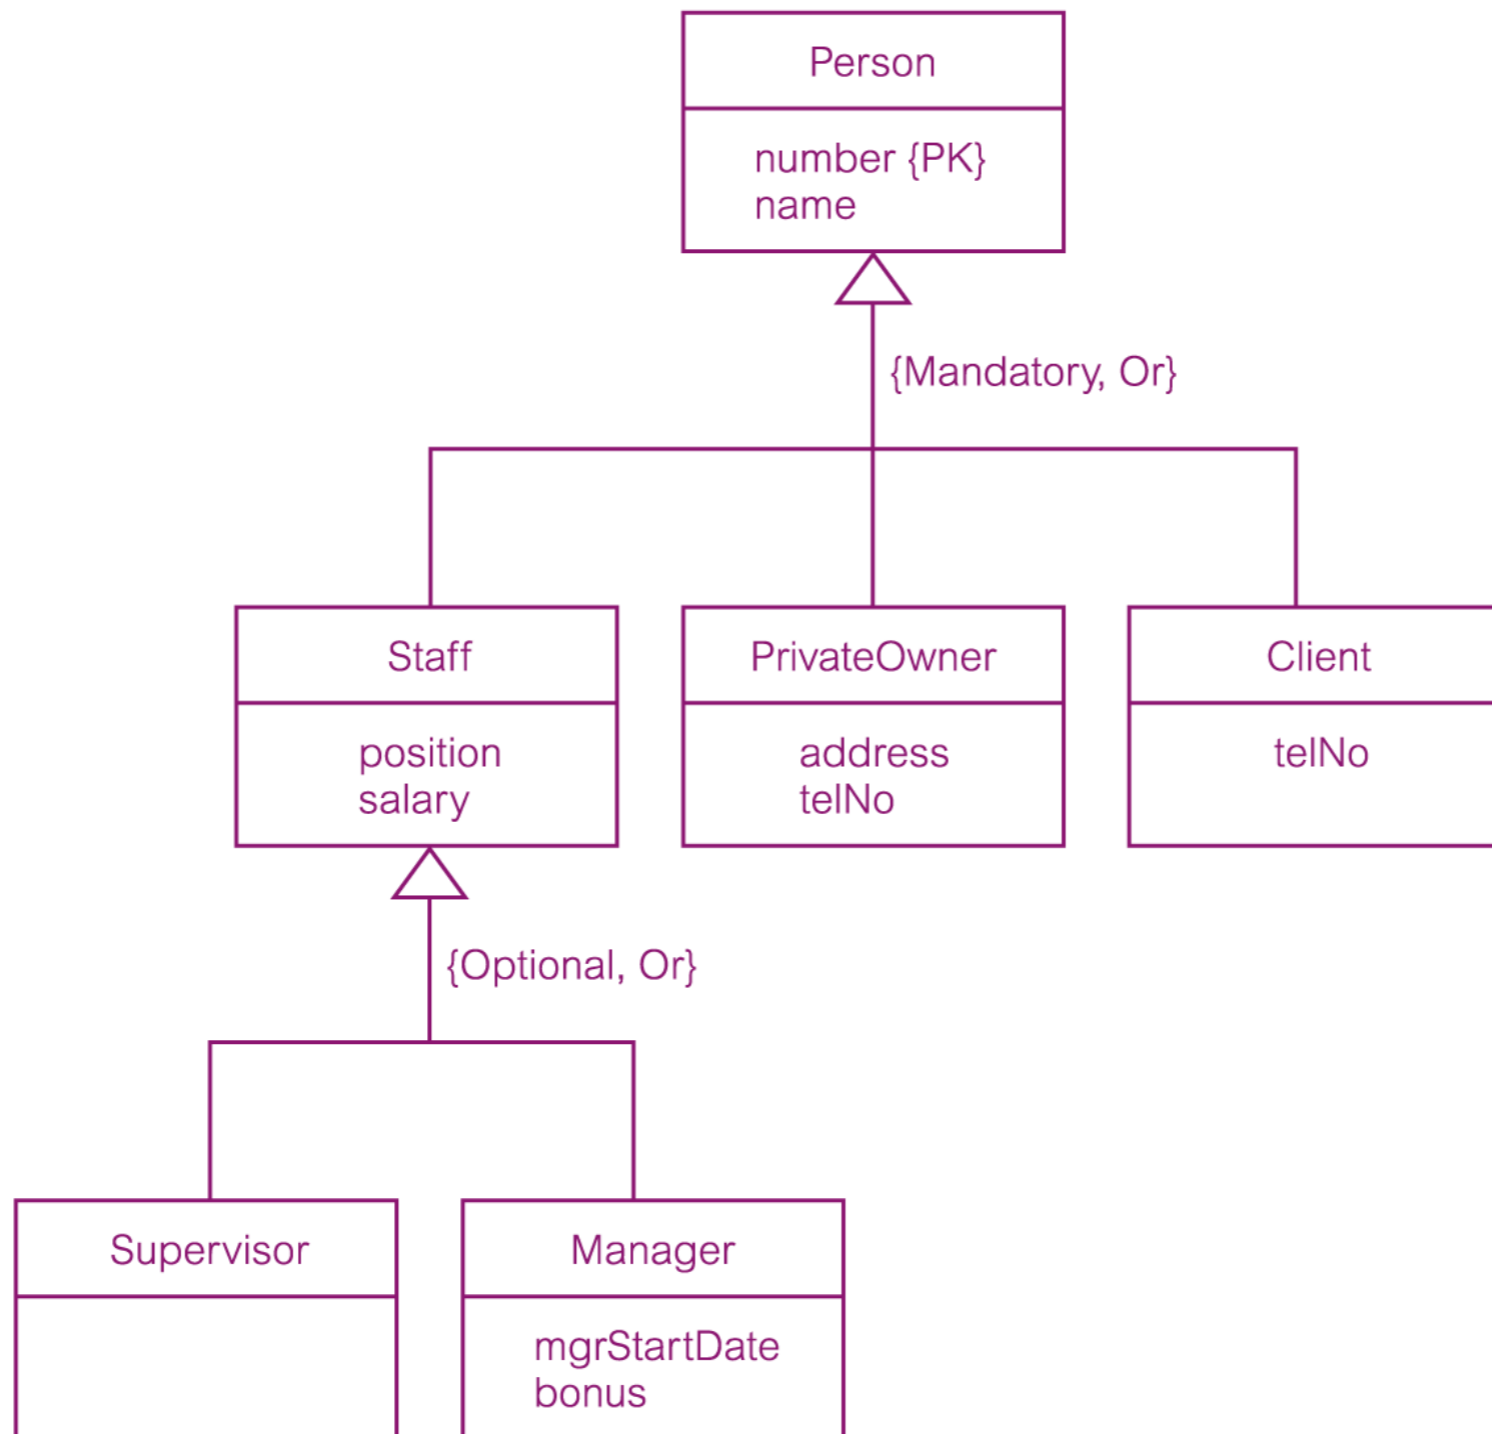 Person
number {PK}
name
{Mandatory, Or}
Staff
position
salary
PrivateOwner
address
telNo
Client
telNo
{Optional, Or}
Supervisor
Manager
mgrStartDate
bonus